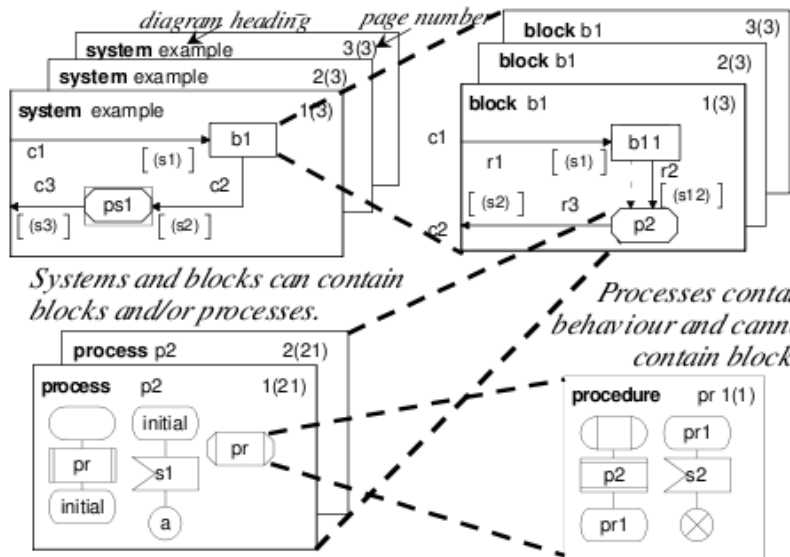 diagram heading
page number
system example 3(3)
system example 2(3)
system example 1(3)
c1
[(s1)]
b1
c3
c2
ps1
[(s3)]
[(s2)]
block b1 3(3)
block b1 2(3)
block b1 1(3)
c1
r1
[(s1)]
b11
r2
[(s12)]
[(s2)]
r3
c2
p2
Systems and blocks can contain
blocks and/or processes.
Processes conta
behaviour and canno
contain block
process p2 2(21)
process p2 1(21)
initial
pr
pr
s1
initial
a
procedure pr 1(1)
pr1
p2
s2
pr1